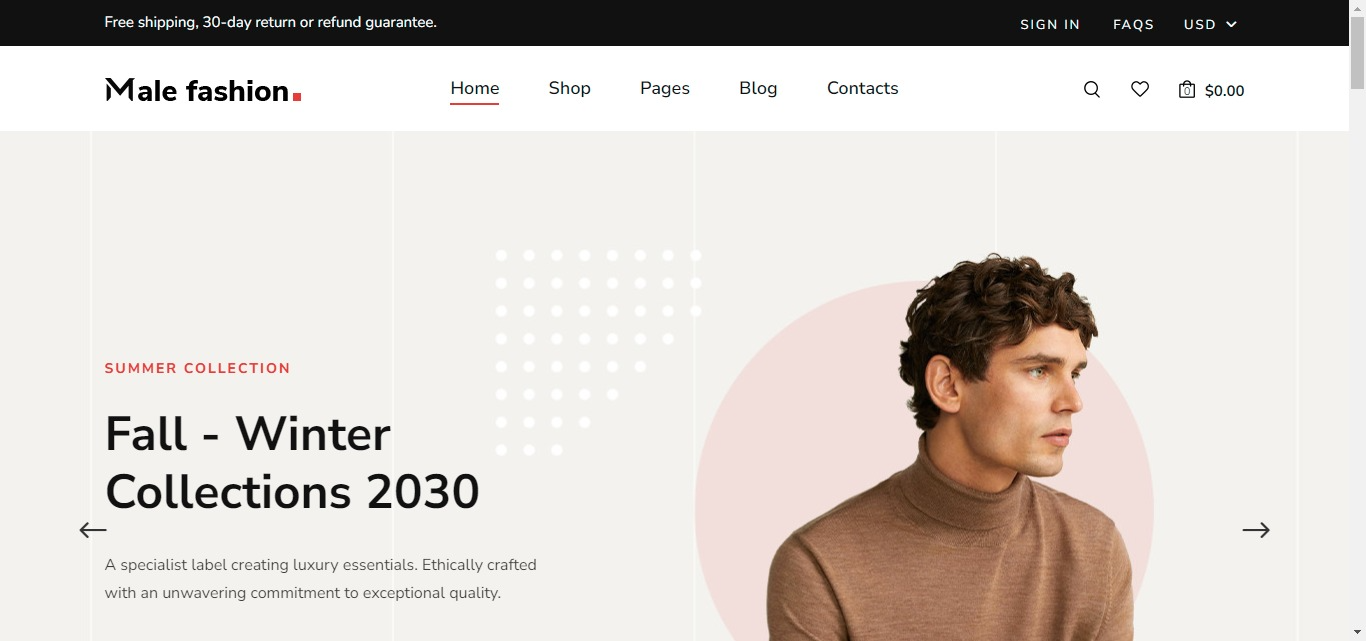 Free shipping, 30-day return or refund guarantee.
SIGN IN FAQS USD
Male fashion.
Home Shop Pages Blog Contacts
0 $0.00
SUMMER COLLECTION
Fall - Winter
Collections 2030
A specialist label creating luxury essentials. Ethically crafted
with an unwavering commitment to exceptional quality.